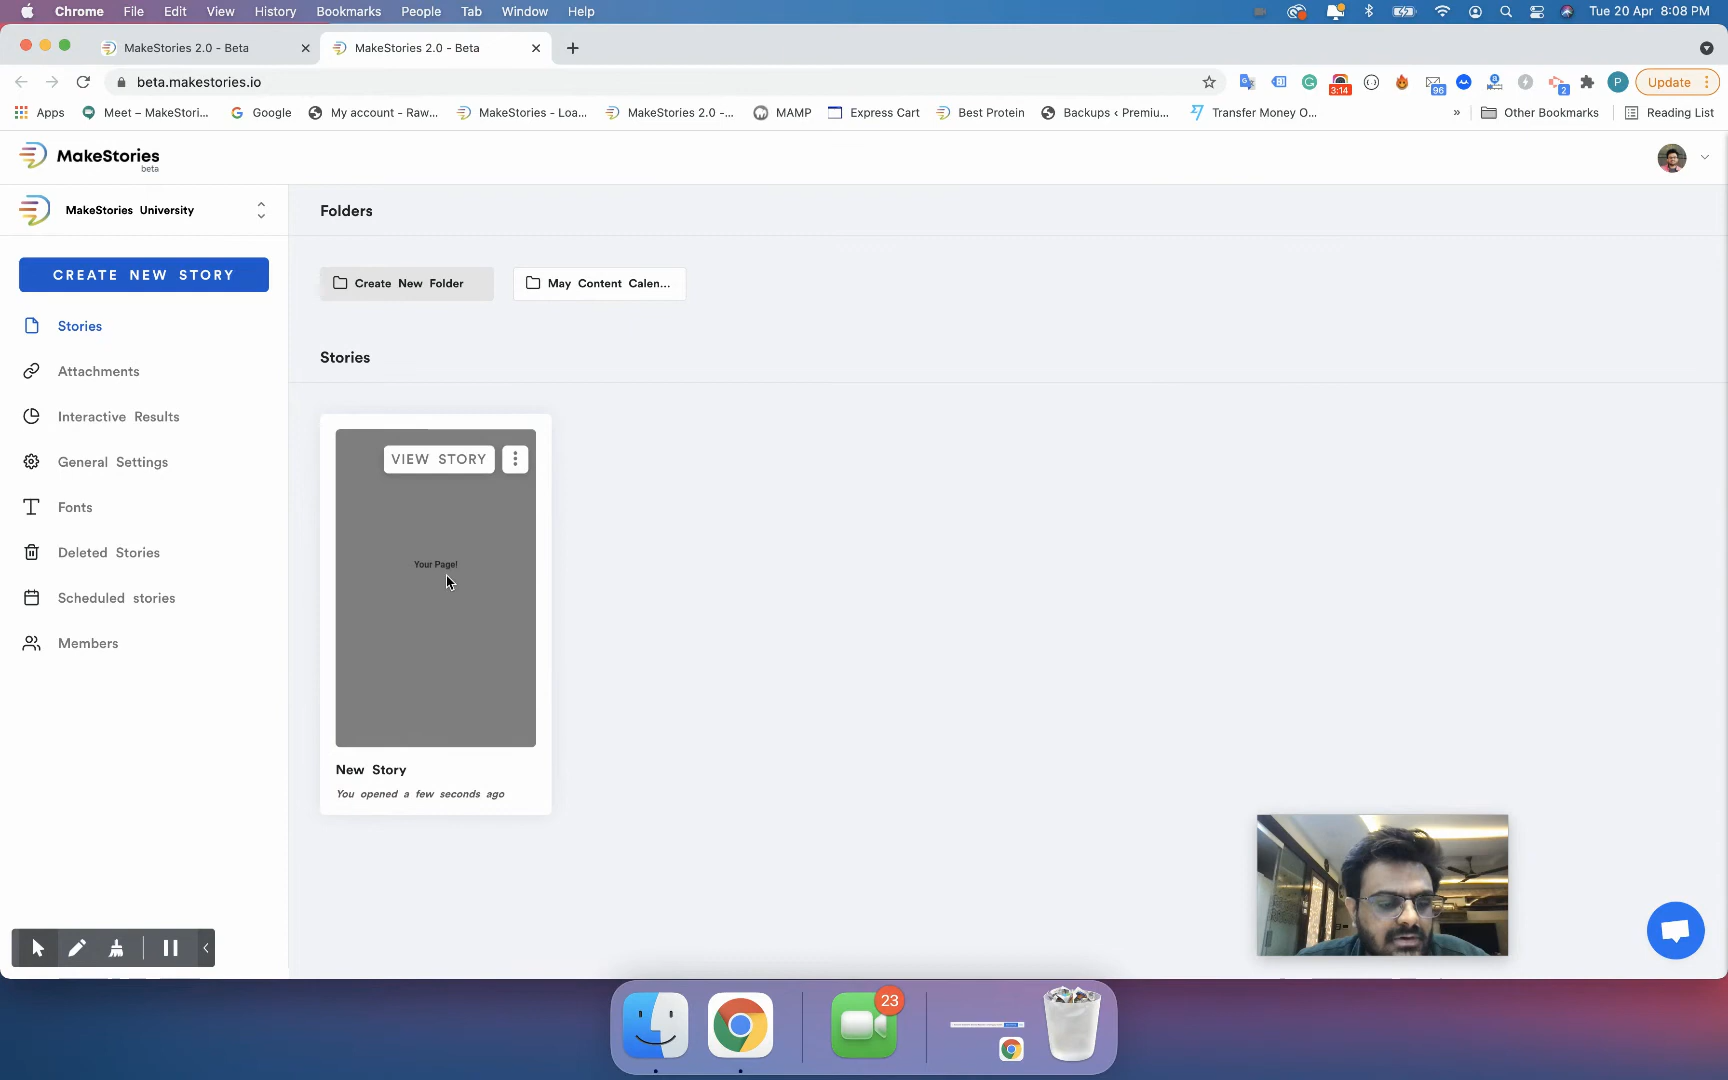 Chrome File Edit View History Bookmarks People Tab Window Help Tue 20 Apr 8:08 PM
MakeStories 2.0 - Beta MakeStories 2.0 - Beta
beta.makestories.io 3:14 96 2 P Update
Apps Meet – MakeStori... Google My account - Raw... MakeStories - Loa... MakeStories 2.0 -... MAMP Express Cart Best Protein Backups ‹ Premiu... Transfer Money O... » Other Bookmarks Reading List
MakeStories
beta
MakeStories University
Folders
CREATE NEW STORY
Create New Folder
May Content Calen...
Stories
Attachments
Interactive Results
General Settings
Fonts
Deleted Stories
Scheduled stories
Members
Stories
VIEW STORY
Your Page!
New Story
You opened a few seconds ago
23